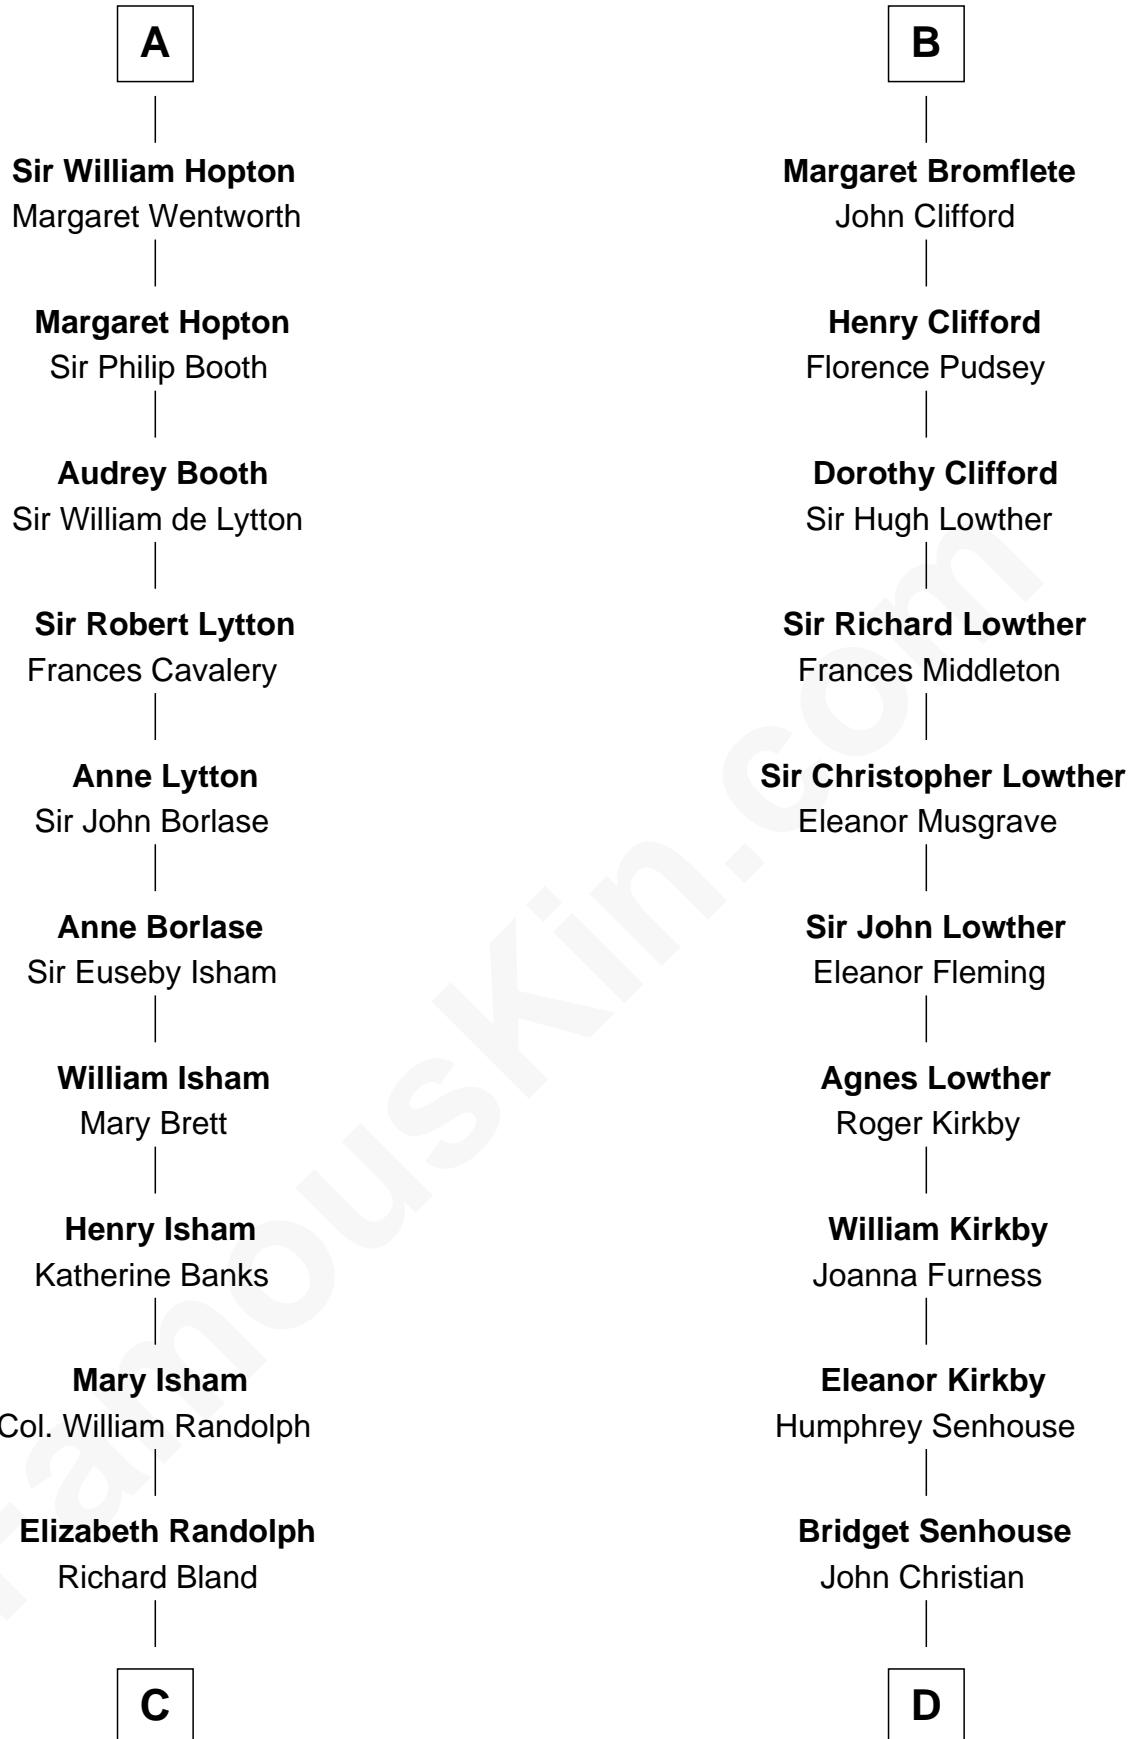 A
Sir William Hopton
Margaret Wentworth
Margaret Hopton
Sir Philip Booth
Audrey Booth
Sir William de Lytton
Sir Robert Lytton
Frances Cavalery
Anne Lytton
Sir John Borlase
Anne Borlase
Sir Euseby Isham
William Isham
Mary Brett
Henry Isham
Katherine Banks
Mary Isham
Col. William Randolph
Elizabeth Randolph
Richard Bland
C
B
Margaret Bromflete
John Clifford
Henry Clifford
Florence Pudsey
Dorothy Clifford
Sir Hugh Lowther
Sir Richard Lowther
Frances Middleton
Sir Christopher Lowther
Eleanor Musgrave
Sir John Lowther
Eleanor Fleming
Agnes Lowther
Roger Kirkby
William Kirkby
Joanna Furness
Eleanor Kirkby
Humphrey Senhouse
Bridget Senhouse
John Christian
D
FamousKin.com